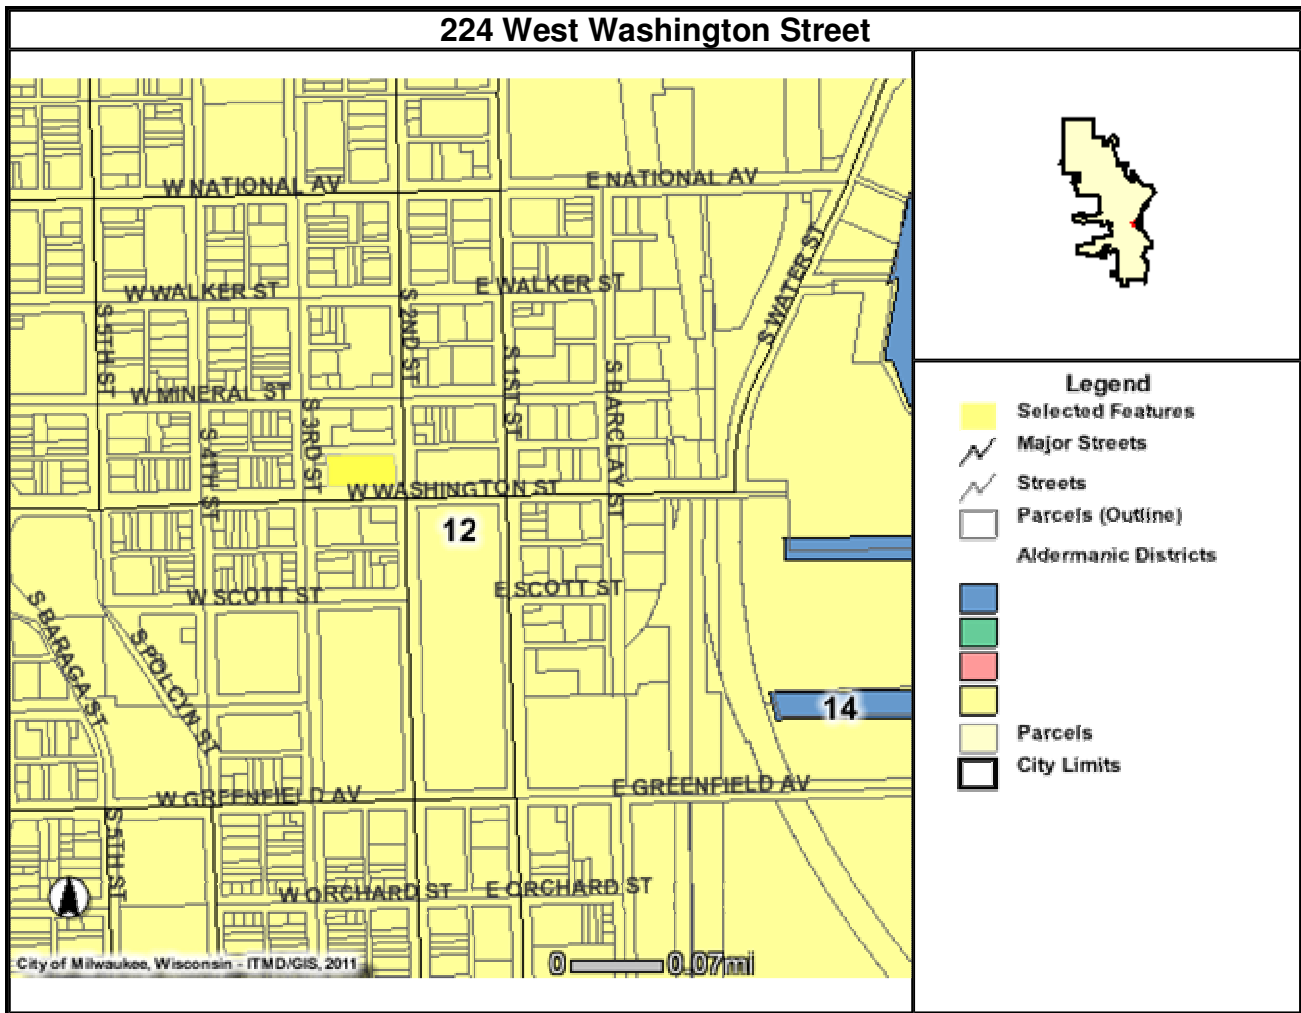 224 West Washington Street
W NATIONAL AV
E NATIONAL AV
S WATER ST
W WALKER ST
E WALKER ST
S 5TH ST
S 2ND ST
S 1ST ST
S BARCLAY ST
W MINERAL ST
S 3RD ST
S 4TH ST
W WASHINGTON ST
12
W SCOTT ST
E SCOTT ST
S BARAGA ST
S POLCYN ST
14
W GREENFIELD AV
E GREENFIELD AV
S 5TH ST
W ORCHARD ST
E ORCHARD ST
City of Milwaukee, Wisconsin - ITMD/GIS, 2011
0 0.07mi
Legend
Selected Features
Major Streets
Streets
Parcels (Outline)
Aldermanic Districts
Parcels
City Limits